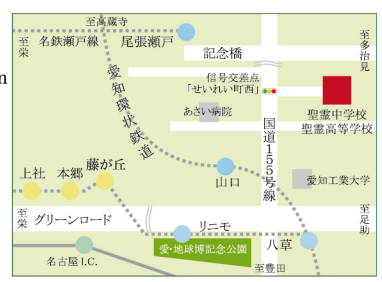 至高蔵寺
至栄
名鉄瀬戸線
尾張瀬戸
記念橋
至多治見
m
信号交差点
「せいれい町西」
愛知環状鉄道
あさい病院
国道155号線
聖霊中学校
聖霊高等学校
上社
本郷
藤が丘
山口
愛知工業大学
至栄
グリーンロード
リニモ
至足助
八草
愛・地球博記念公園
名古屋I.C.
至豊田